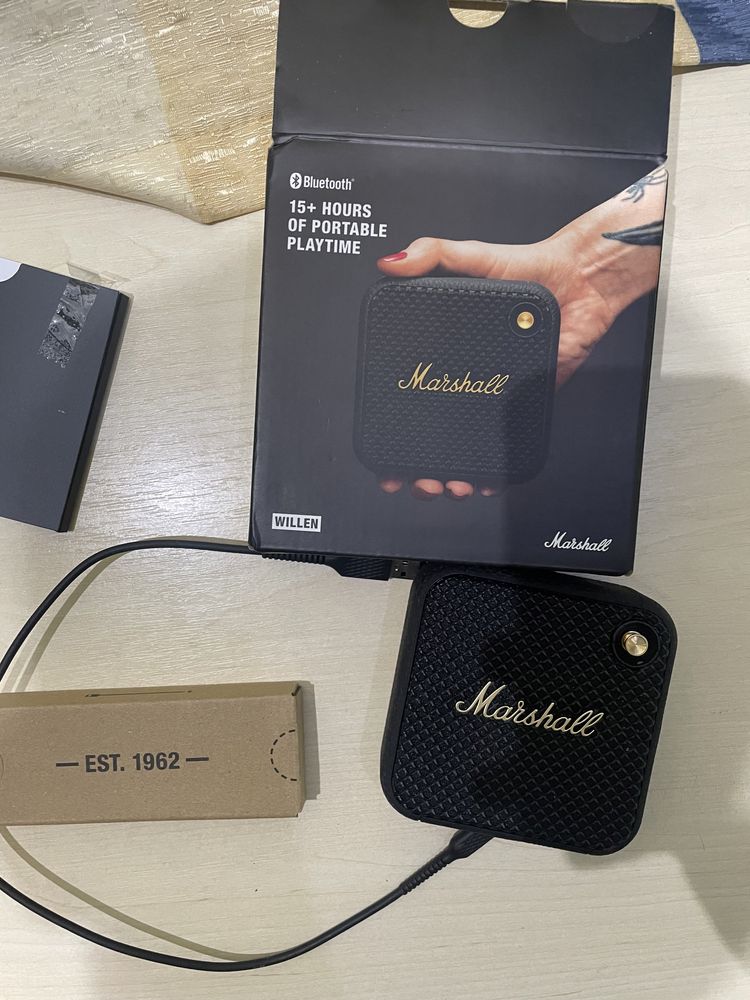 Bluetooth®
15+ HOURS
OF PORTABLE
PLAYTIME
Marshall
WILLEN
Marshall
Marshall
— EST. 1962 —